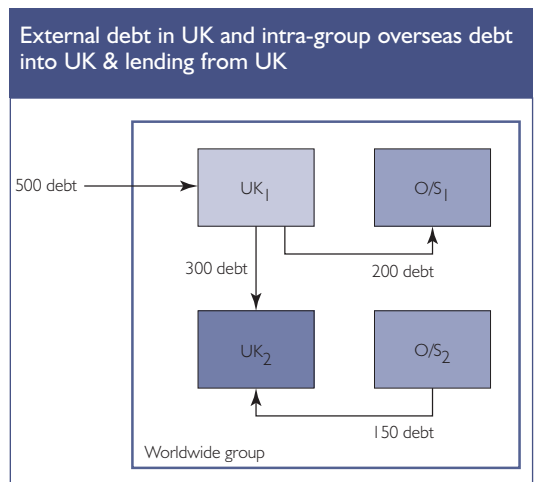 External debt in UK and intra-group overseas debt
into UK & lending from UK
500 debt
UK1
O/S1
300 debt
200 debt
UK2
O/S2
150 debt
Worldwide group